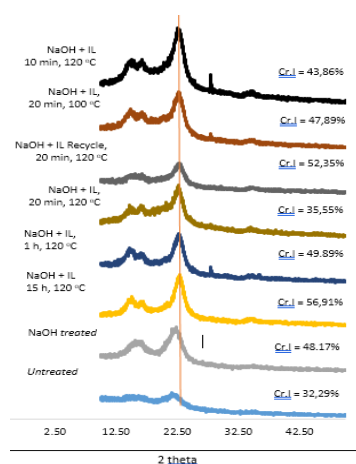 NaOH + IL
10 min, 120 °C
Cr.I = 43,86%
NaOH + IL,
20 min, 100 °C
Cr.I = 47,89%
NaOH + IL Recycle,
20 min, 120 °C
Cr.I = 52,35%
NaOH + IL,
20 min, 120 °C
Cr.I = 35,55%
NaOH + IL,
1 h, 120 °C
Cr.I = 49.89%
NaOH + IL
15 h, 120 °C
Cr.I = 56,91%
NaOH treated
Cr.I = 48.17%
Untreated
Cr.I = 32,29%
2.50 12.50 22.50 32.50 42.50
2 theta